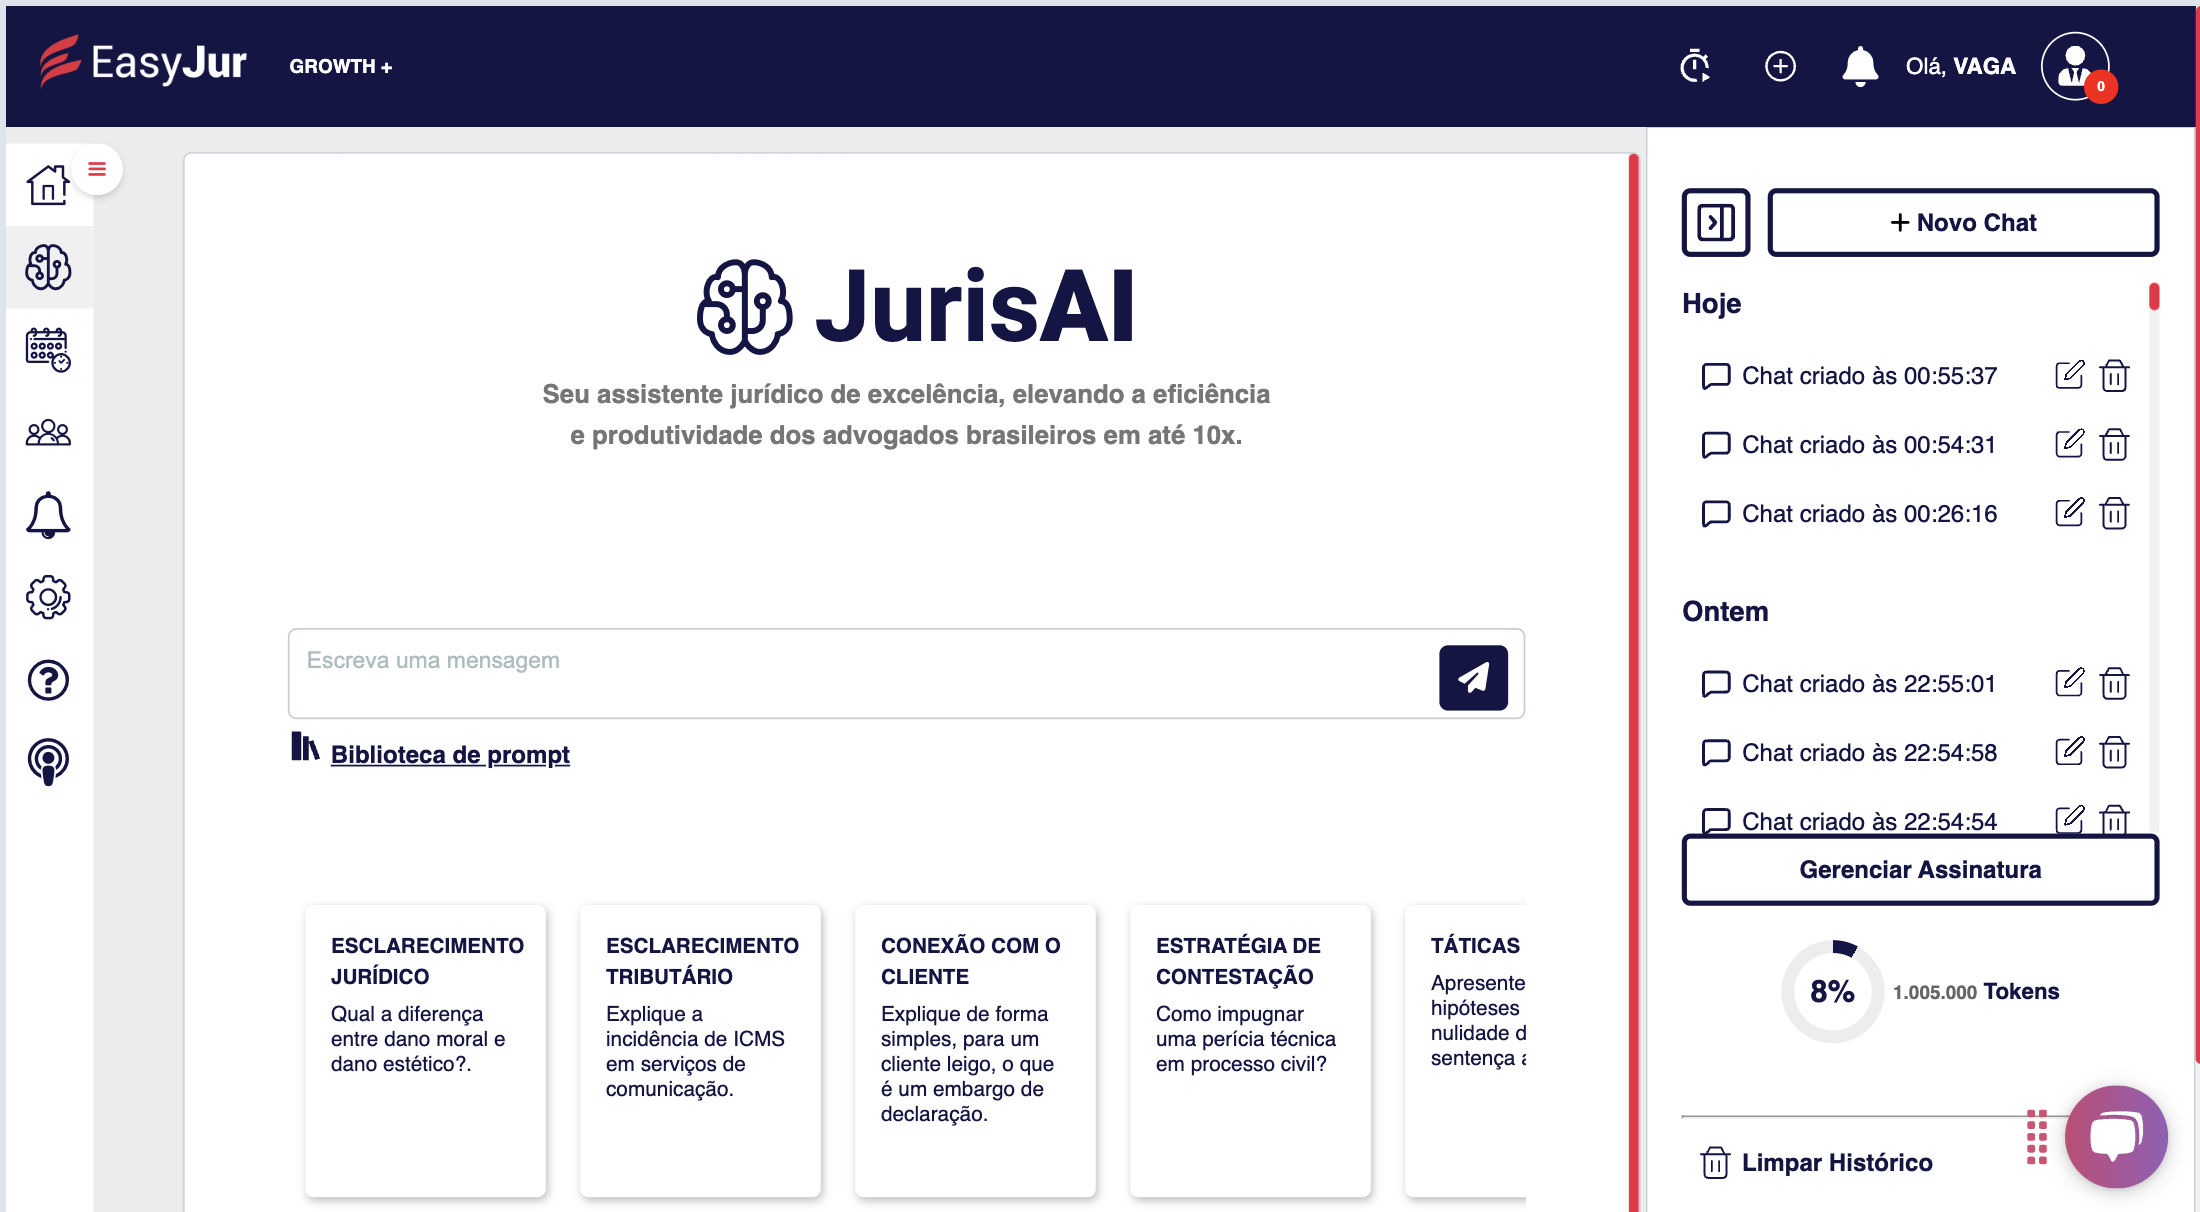 EasyJur
GROWTH +
Olá, VAGA
0
JurisAI
Seu assistente jurídico de excelência, elevando a eficiência
e produtividade dos advogados brasileiros em até 10x.
Escreva uma mensagem
Biblioteca de prompt
ESCLARECIMENTO
JURÍDICO
Qual a diferença
entre dano moral e
dano estético?.
ESCLARECIMENTO
TRIBUTÁRIO
Explique a
incidência de ICMS
em serviços de
comunicação.
CONEXÃO COM O
CLIENTE
Explique de forma
simples, para um
cliente leigo, o que
é um embargo de
declaração.
ESTRATÉGIA DE
CONTESTAÇÃO
Como impugnar
uma perícia técnica
em processo civil?
TÁTICAS
Apresente
hipóteses
nulidade d
sentença a
+ Novo Chat
Hoje
Chat criado às 00:55:37
Chat criado às 00:54:31
Chat criado às 00:26:16
Ontem
Chat criado às 22:55:01
Chat criado às 22:54:58
Chat criado às 22:54:54
Gerenciar Assinatura
8%
1.005.000 Tokens
Limpar Histórico